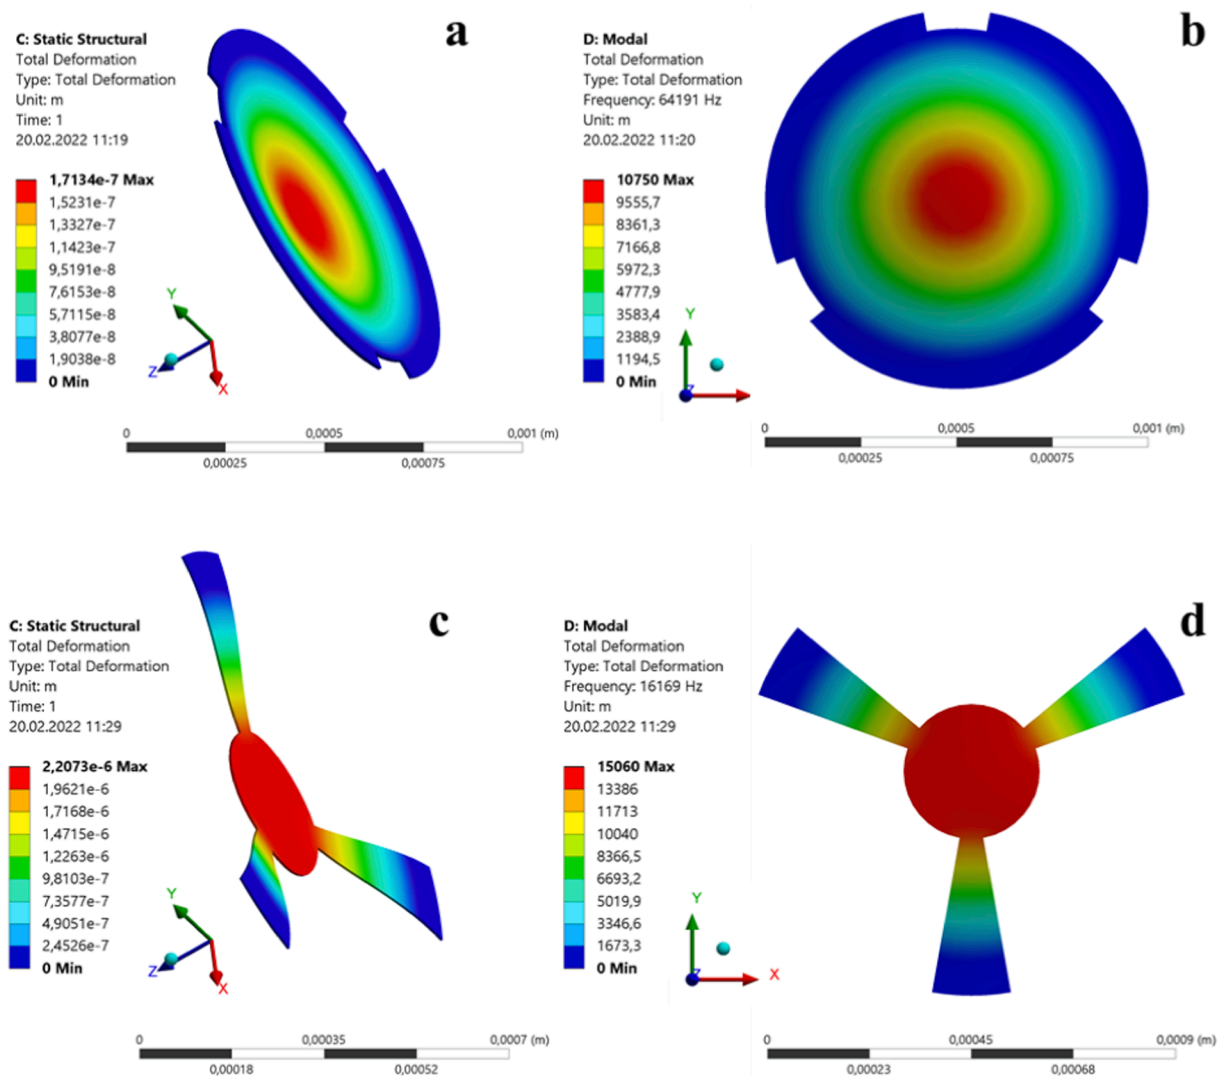 a
C: Static Structural
Total Deformation
Type: Total Deformation
Unit: m
Time: 1
20.02.2022 11:19
1,7134e-7 Max
1,5231e-7
1,3327e-7
1,1423e-7
9,5191e-8
7,6153e-8
5,7115e-8
3,8077e-8
1,9038e-8
0 Min
Y
Z
X
0 0,0005 0,001 (m)
0,00025 0,00075
b
D: Modal
Total Deformation
Type: Total Deformation
Frequency: 64191 Hz
Unit: m
20.02.2022 11:20
10750 Max
9555,7
8361,3
7166,8
5972,3
4777,9
3583,4
2388,9
1194,5
0 Min
Y
Z
0 0,0005 0,001 (m)
0,00025 0,00075
c
C: Static Structural
Total Deformation
Type: Total Deformation
Unit: m
Time: 1
20.02.2022 11:29
2,2073e-6 Max
1,9621e-6
1,7168e-6
1,4715e-6
1,2263e-6
9,8103e-7
7,3577e-7
4,9051e-7
2,4526e-7
0 Min
Y
Z
X
0 0,00035 0,0007 (m)
0,00018 0,00052
d
D: Modal
Total Deformation
Type: Total Deformation
Frequency: 16169 Hz
Unit: m
20.02.2022 11:29
15060 Max
13386
11713
10040
8366,5
6693,2
5019,9
3346,6
1673,3
0 Min
Y
Z
X
0 0,00045 0,0009 (m)
0,00023 0,00068